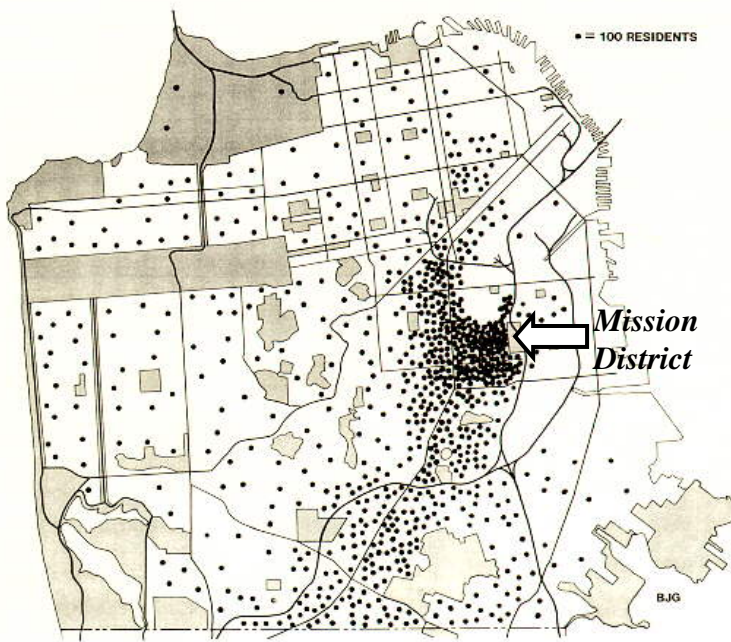 ● = 100 RESIDENTS
Mission
District
BJG